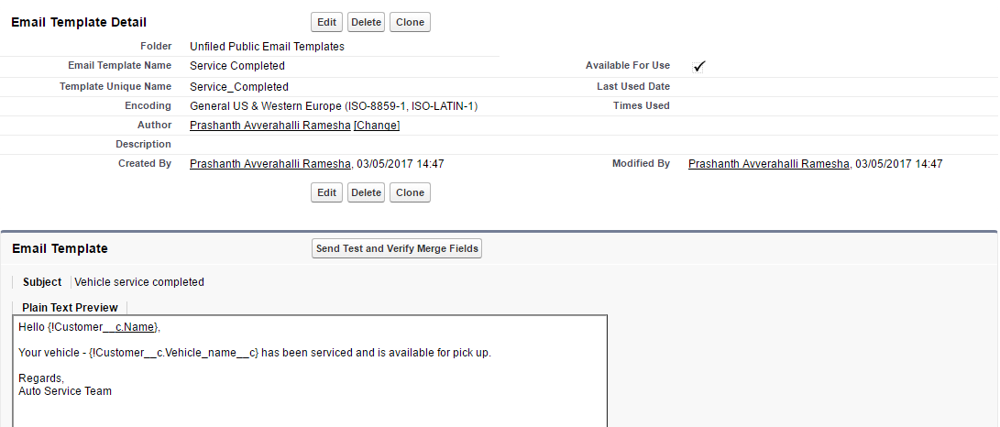 Email Template Detail Edit Delete Clone
Folder Unfiled Public Email Templates
Email Template Name Service Completed Available For Use
Template Unique Name Service_Completed Last Used Date
Encoding General US & Western Europe (ISO-8859-1, ISO-LATIN-1) Times Used
Author Prashanth Avverahalli Ramesha [Change]
Description
Created By Prashanth Avverahalli Ramesha, 03/05/2017 14:47 Modified By Prashanth Avverahalli Ramesha, 03/05/2017 14:47
Edit Delete Clone
Email Template Send Test and Verify Merge Fields
Subject Vehicle service completed
Plain Text Preview
Hello {!Customer__c.Name},
Your vehicle - {!Customer__c.Vehicle_name__c} has been serviced and is available for pick up.
Regards,
Auto Service Team